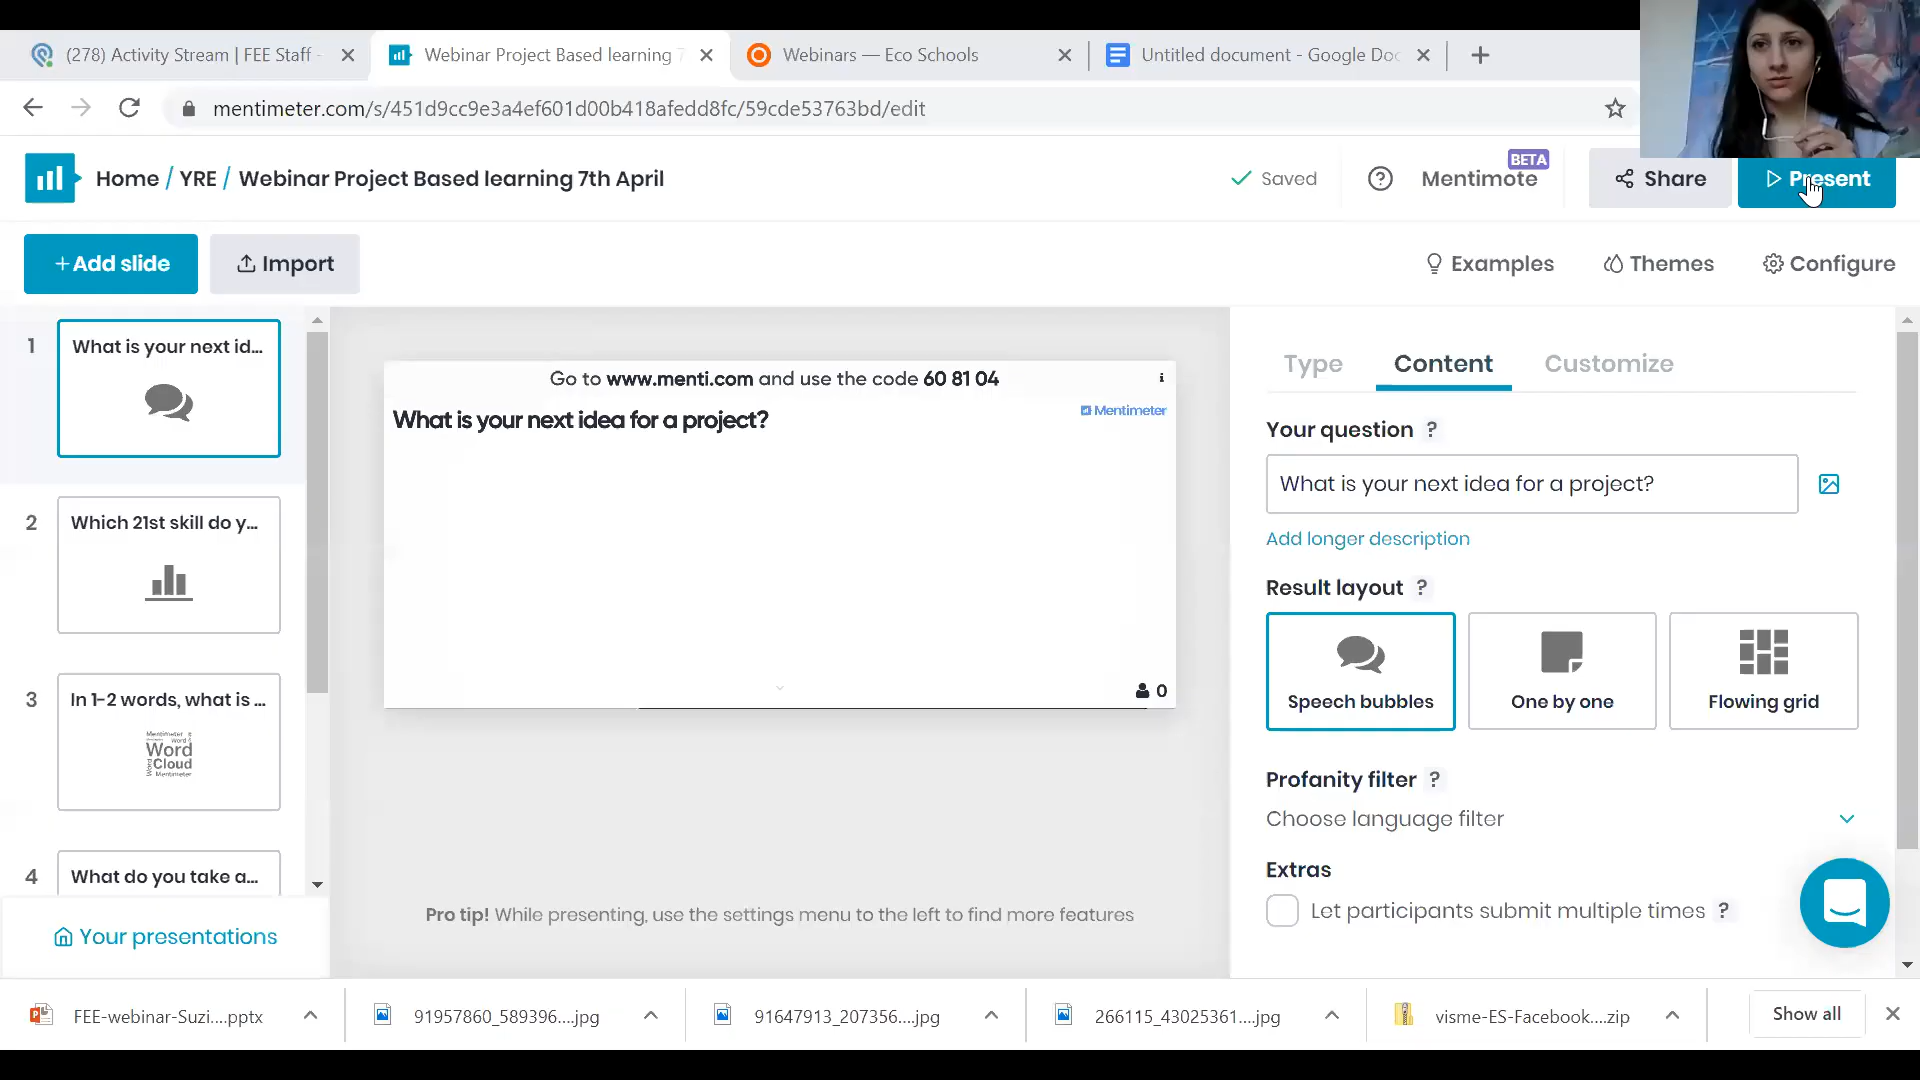 (278) Activity Stream | FEE Staff -
Webinar Project Based learning 7
Webinars — Eco Schools
Untitled document - Google Doc
mentimeter.com/s/451d9cc9e3a4ef601d00b418afedd8fc/59cde53763bd/edit
Home / YRE / Webinar Project Based learning 7th April
Saved
Mentimote
BETA
Share
Present
+Add slide
Import
Examples
Themes
Configure
1
What is your next id...
2
Which 21st skill do y...
3
In 1-2 words, what is ...
Mentimeter
Word
Cloud
Mentimeter
4
What do you take a...
Your presentations
Go to www.menti.com and use the code 60 81 04
i
What is your next idea for a project?
Mentimeter
0
Pro tip! While presenting, use the settings menu to the left to find more features
Type
Content
Customize
Your question ?
What is your next idea for a project?
Add longer description
Result layout ?
Speech bubbles
One by one
Flowing grid
Profanity filter ?
Choose language filter
Extras
Let participants submit multiple times ?
FEE-webinar-Suzi....pptx
91957860_589396....jpg
91647913_207356....jpg
266115_43025361....jpg
visme-ES-Facebook....zip
Show all